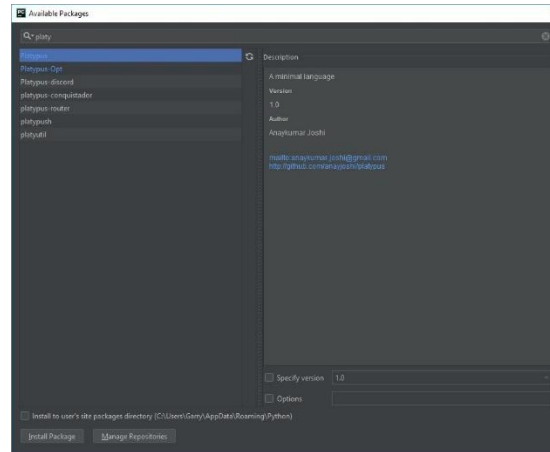 PC Available Packages
platy
Platypus
Platypus-Opt
Platypus-discord
platypus-conquistador
platypus-router
platypush
platyutil
Description
A minimal language
Version
1.0
Author
Anaykumar Joshi
mailto:anaykumar.joshi@gmail.com
http://github.com/anayjoshi/platypus
Specify version 1.0
Options
Install to user's site packages directory (C:\Users\Garry\AppData\Roaming\Python)
Install Package Manage Repositories